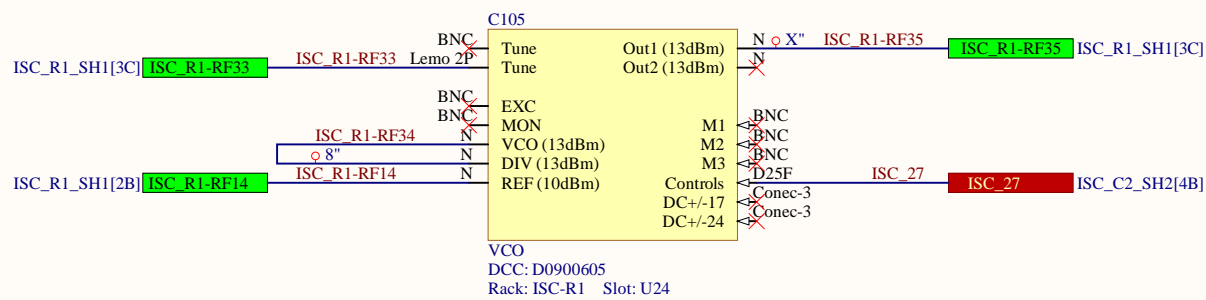 C105
BNC Tune Out1 (13dBm) N X" ISC_R1-RF35 ISC_R1-RF35 ISC_R1_SH1[3C]
ISC_R1_SH1[3C] ISC_R1-RF33 ISC_R1-RF33 Lemo 2P Tune Out2 (13dBm) N
BNC EXC
BNC MON M1 BNC
ISC_R1-RF34 N VCO (13dBm) M2 BNC
8" N DIV (13dBm) M3 BNC
ISC_R1_SH1[2B] ISC_R1-RF14 ISC_R1-RF14 N REF (10dBm) Controls D25F ISC_27 ISC_27 ISC_C2_SH2[4B]
DC+/-17 Conec-3
DC+/-24 Conec-3
VCO
DCC: D0900605
Rack: ISC-R1 Slot: U24